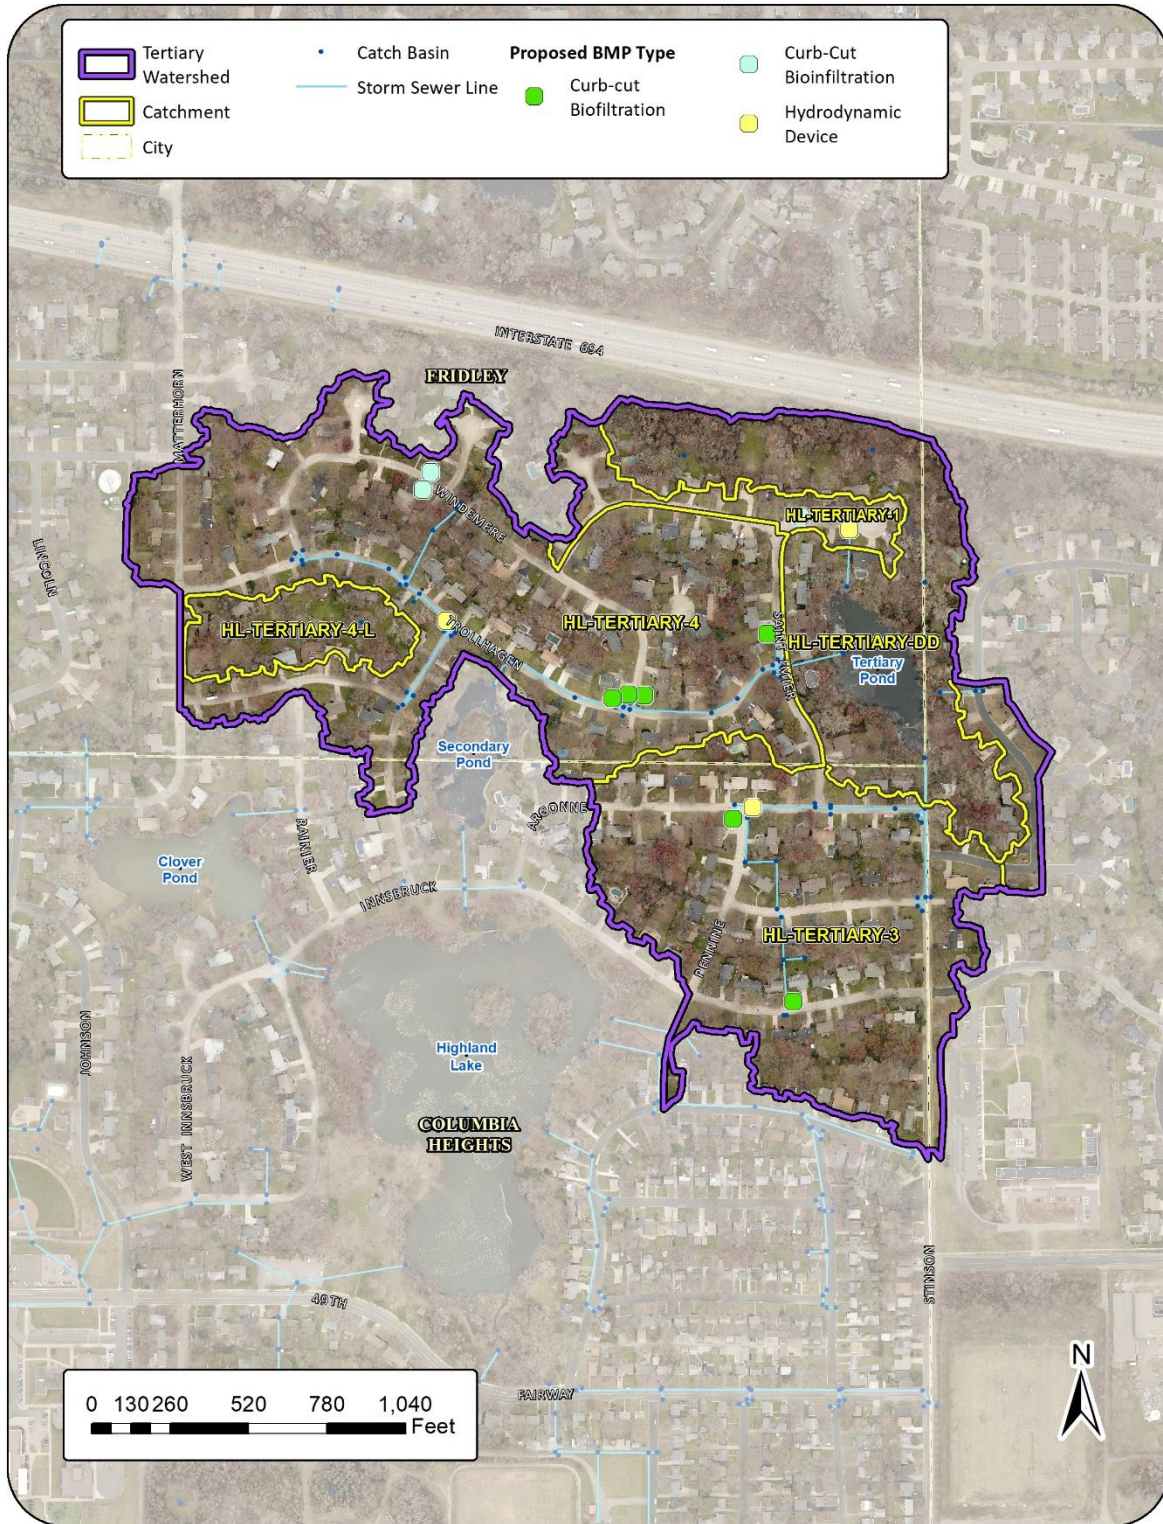 Tertiary
Watershed
Catchment
City
Catch Basin
Storm Sewer Line
Proposed BMP Type
Curb-cut
Biofiltration
Curb-Cut
Bioinfiltration
Hydrodynamic
Device
INTERSTATE 694
FRIDLEY
MATTERHORN
WINDEMERE
HL-TERTIARY-1
LINCOLN
HL-TERTIARY-4-L
TROLLHAGEN
HL-TERTIARY-4
SAINT IMIER
HL-TERTIARY-DD
Tertiary
Pond
Secondary
Pond
ARGONNE
RAINIER
Clover
Pond
INNSBRUCK
PENNINE
HL-TERTIARY-3
JOHNSON
Highland
Lake
WEST INNSBRUCK
COLUMBIA
HEIGHTS
STINSON
49TH
FAIRWAY
0 130 260 520 780 1,040
Feet
N